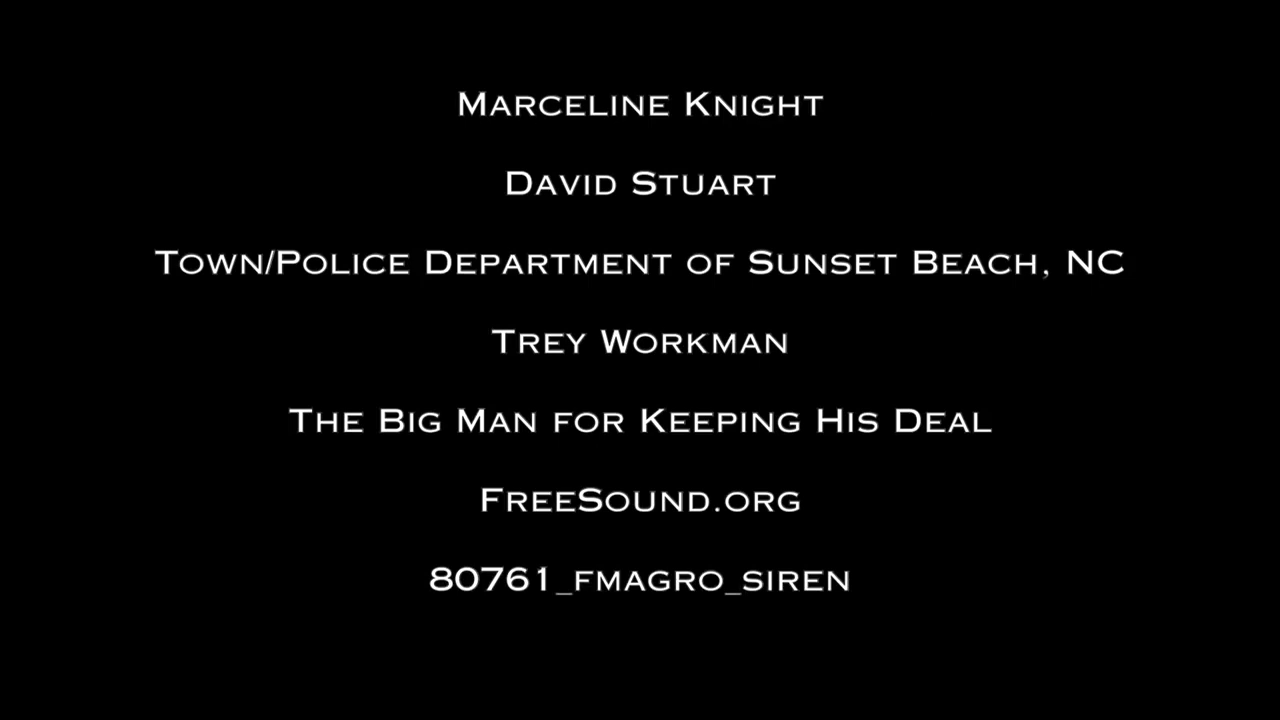 Marceline Knight
David Stuart
Town/Police Department of Sunset Beach, NC
Trey Workman
The Big Man for Keeping His Deal
FreeSound.org
80761_fmagro_siren